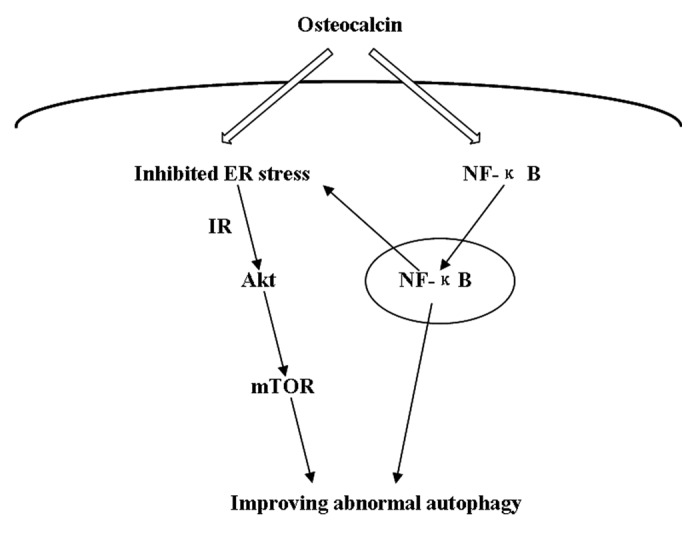 Osteocalcin
Inhibited ER stress
NF-κ B
IR
Akt
NF-κ B
mTOR
Improving abnormal autophagy